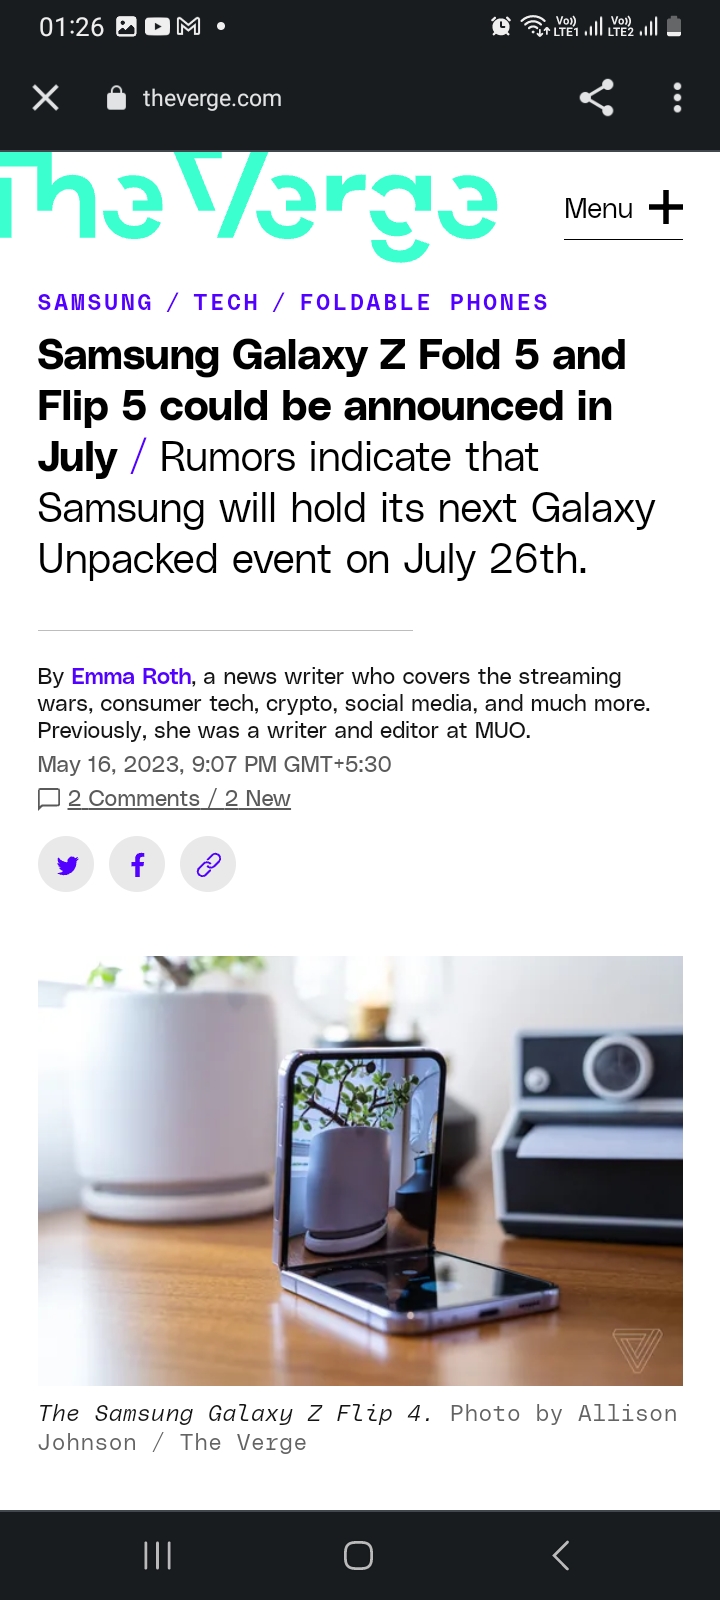 01:26
Vo)) LTE1 Vo)) LTE2
theverge.com
The Verge
Menu
SAMSUNG / TECH / FOLDABLE PHONES
Samsung Galaxy Z Fold 5 and
Flip 5 could be announced in
July / Rumors indicate that
Samsung will hold its next Galaxy
Unpacked event on July 26th.
By Emma Roth, a news writer who covers the streaming
wars, consumer tech, crypto, social media, and much more.
Previously, she was a writer and editor at MUO.
May 16, 2023, 9:07 PM GMT+5:30
2 Comments / 2 New
The Samsung Galaxy Z Flip 4. Photo by Allison
Johnson / The Verge